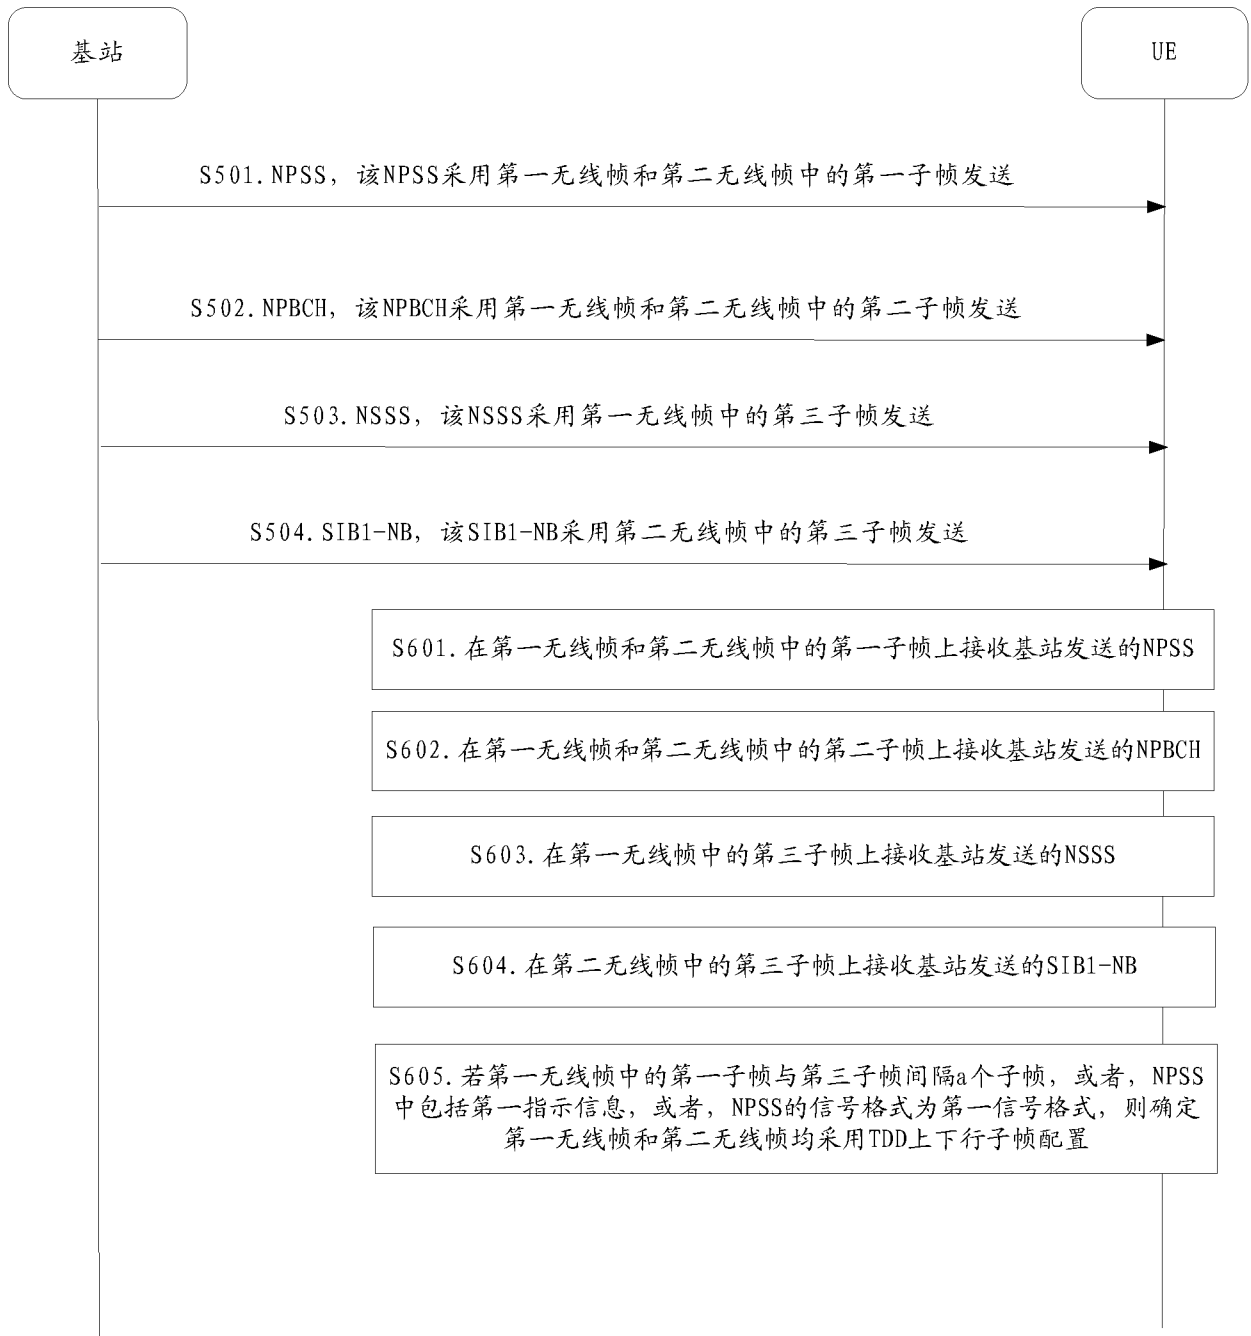 基站
UE
S501.NPSS，该NPSS采用第一无线帧和第二无线帧中的第一子帧发送
S502.NPBCH，该NPBCH采用第一无线帧和第二无线帧中的第二子帧发送
S503.NSSS，该NSSS采用第一无线帧中的第三子帧发送
S504.SIB1-NB，该SIB1-NB采用第二无线帧中的第三子帧发送
S601.在第一无线帧和第二无线帧中的第一子帧上接收基站发送的NPSS
S602.在第一无线帧和第二无线帧中的第二子帧上接收基站发送的NPBCH
S603.在第一无线帧中的第三子帧上接收基站发送的NSSS
S604.在第二无线帧中的第三子帧上接收基站发送的SIB1-NB
S605.若第一无线帧中的第一子帧与第三子帧间隔a个子帧，或者，NPSS
中包括第一指示信息，或者，NPSS的信号格式为第一信号格式，则确定
第一无线帧和第二无线帧均采用TDD上下行子帧配置